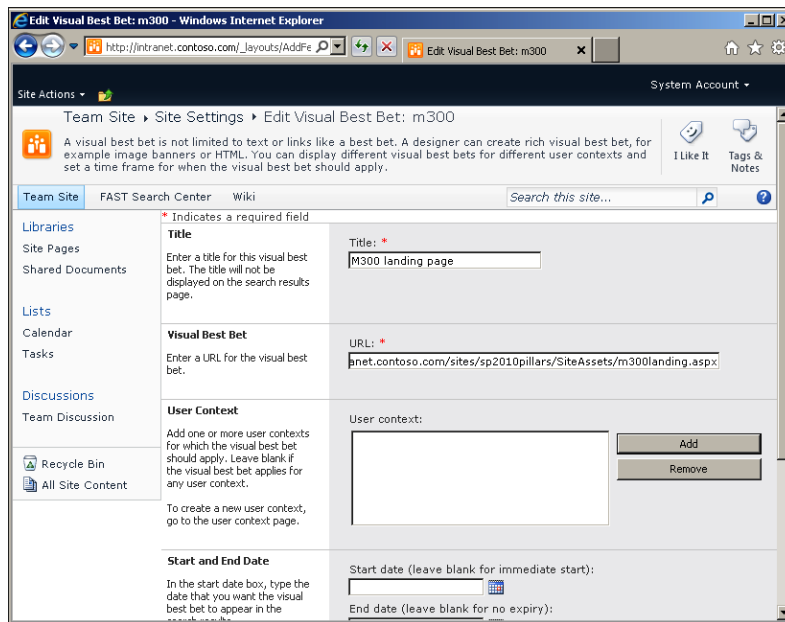 Edit Visual Best Bet: m300 - Windows Internet Explorer
http://intranet.contoso.com/_layouts/AddFe
Edit Visual Best Bet: m300
System Account
Site Actions
Team Site ▸ Site Settings ▸ Edit Visual Best Bet: m300
A visual best bet is not limited to text or links like a best bet. A designer can create rich visual best bet, for
example image banners or HTML. You can display different visual best bets for different user contexts and
set a time frame for when the visual best bet should apply.
I Like It
Tags &
Notes
Team Site
FAST Search Center
Wiki
Search this site...
Libraries
Site Pages
Shared Documents
Lists
Calendar
Tasks
Discussions
Team Discussion
Recycle Bin
All Site Content
* Indicates a required field
Title
Enter a title for this visual best
bet. The title will not be
displayed on the search results
page.
Title: *
M300 landing page
Visual Best Bet
Enter a URL for the visual best
bet.
URL: *
anet.contoso.com/sites/sp2010pillars/SiteAssets/m300landing.aspx
User Context
Add one or more user contexts
for which the visual best bet
should apply. Leave blank if
the visual best bet applies for
any user context.
To create a new user context,
go to the user context page.
User context:
Add
Remove
Start and End Date
In the start date box, type the
date that you want the visual
best bet to appear in the
Start date (leave blank for immediate start):
End date (leave blank for no expiry):